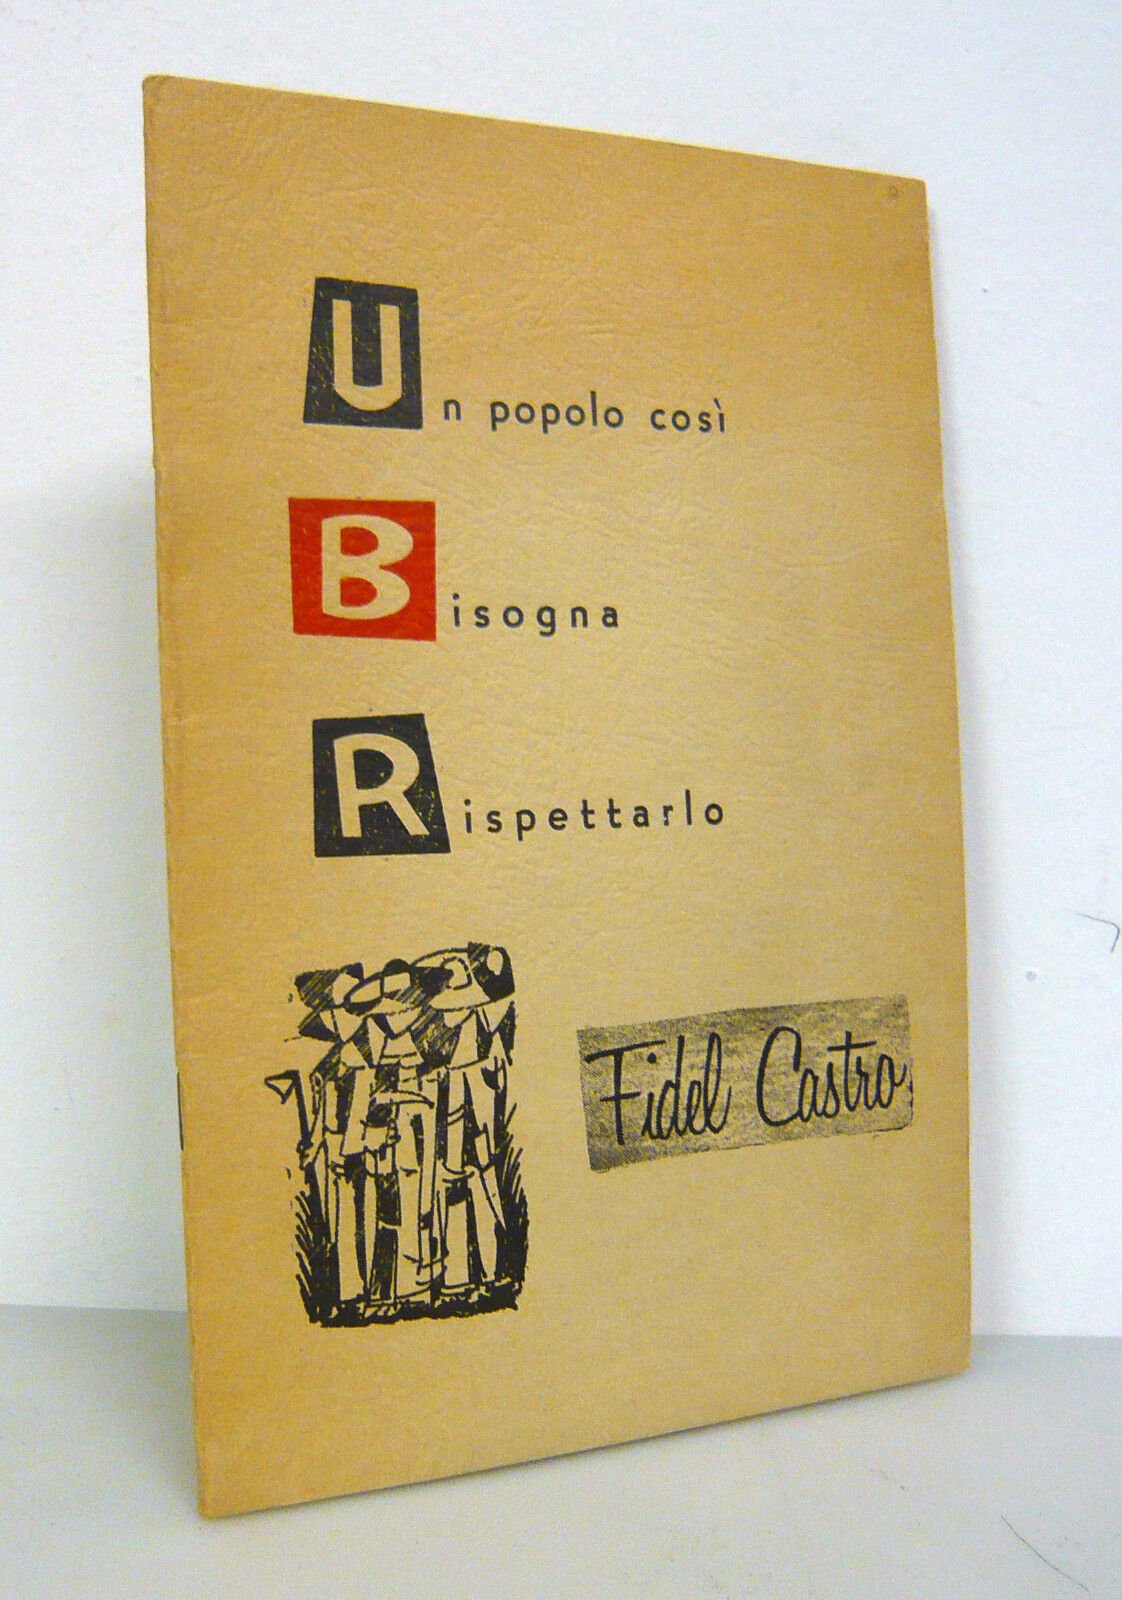 Un popolo così
Bisogna
Rispettarlo
Fidel Castro